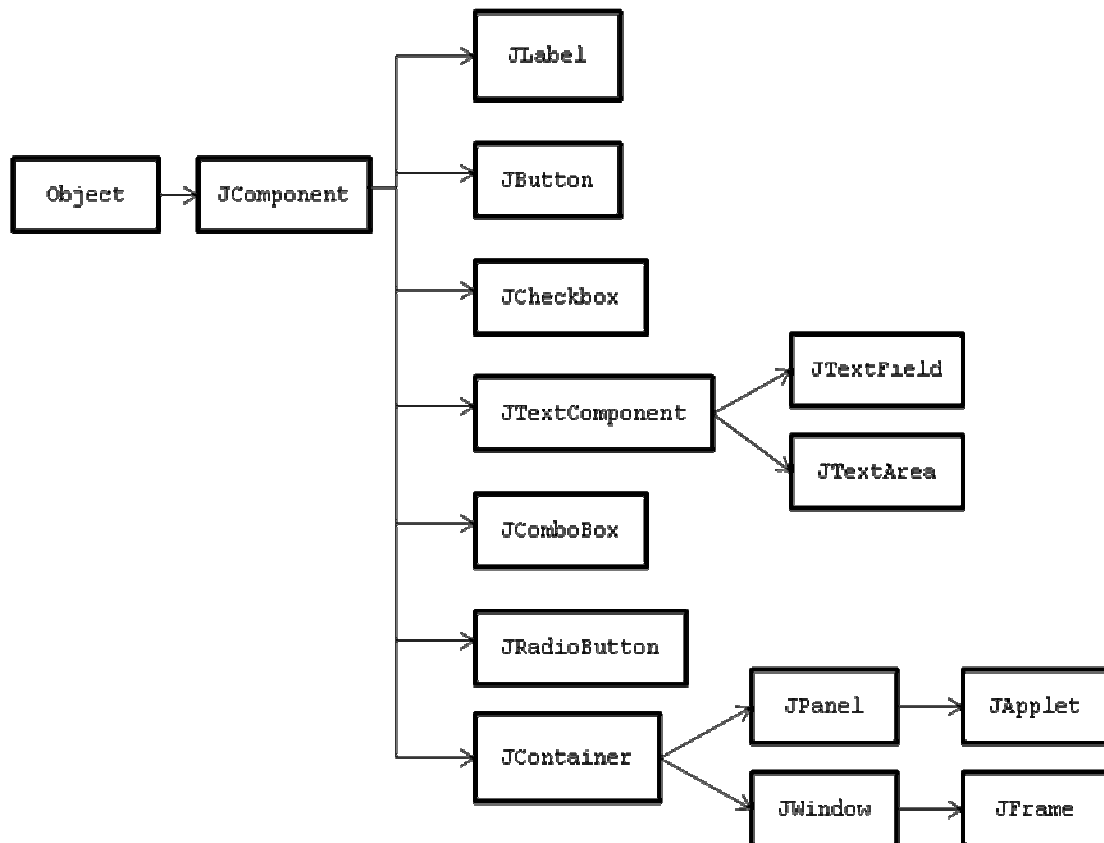 JLabel
Object
JComponent
JButton
JCheckbox
JTextComponent
JTextField
JTextArea
JComboBox
JRadioButton
JContainer
JPanel
JApplet
JWindow
JFrame